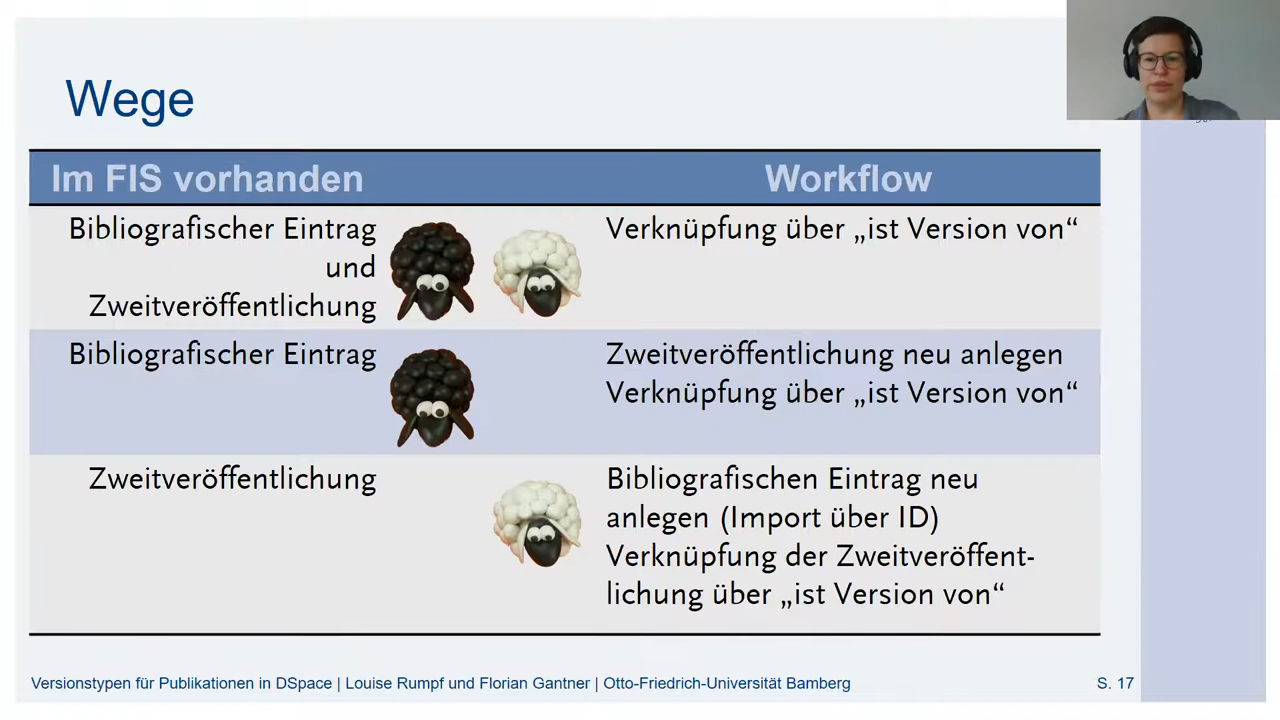 Wege
Im FIS vorhanden
Workflow
Bibliografischer Eintrag
und
Zweitveröffentlichung
Verknüpfung über „ist Version von“
Bibliografischer Eintrag
Zweitveröffentlichung neu anlegen
Verknüpfung über „ist Version von“
Zweitveröffentlichung
Bibliografischen Eintrag neu
anlegen (Import über ID)
Verknüpfung der Zweitveröffent-
lichung über „ist Version von“
Versionstypen für Publikationen in DSpace | Louise Rumpf und Florian Gantner | Otto-Friedrich-Universität Bamberg
S. 17